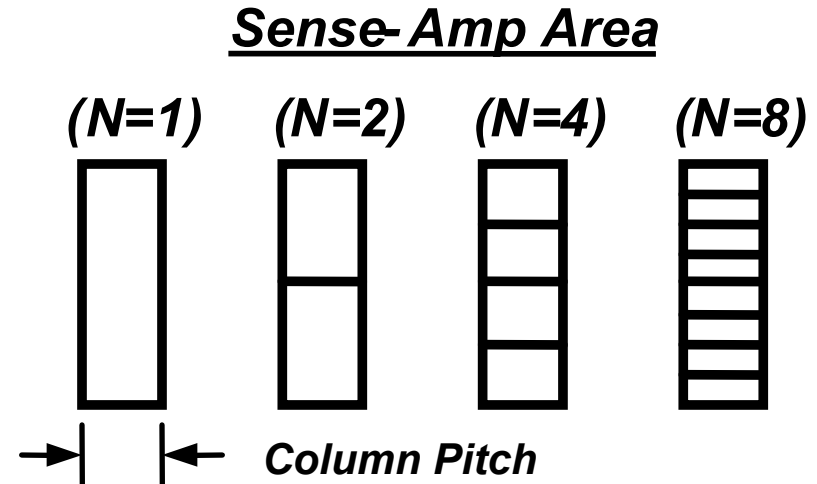 Sense-Amp Area
(N=1) (N=2) (N=4) (N=8)
Column Pitch